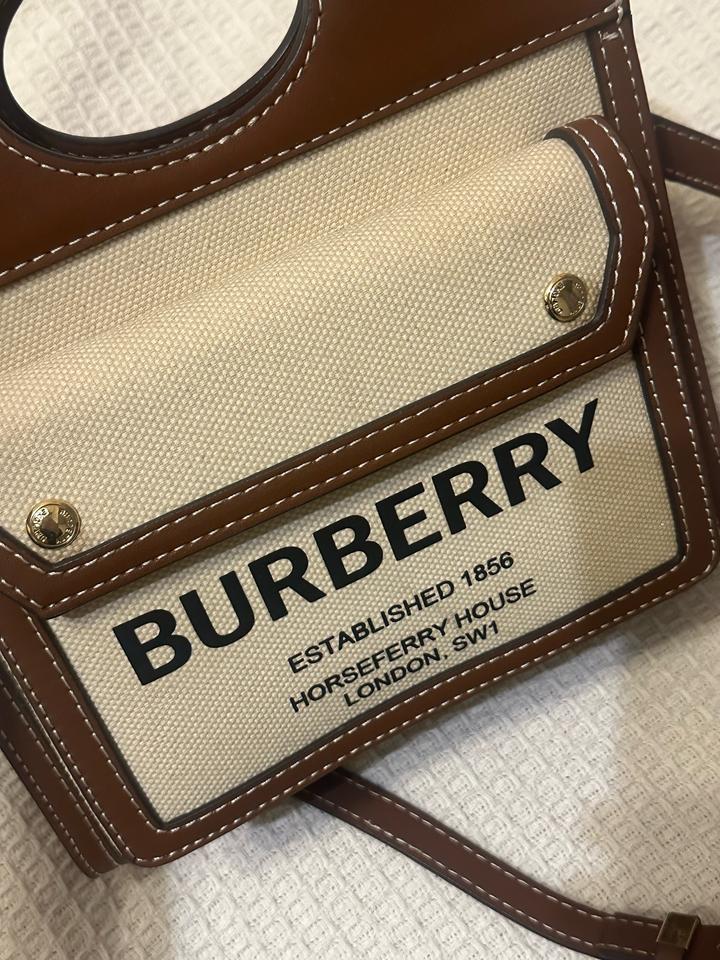 BURBERRY
ESTABLISHED 1856
HORSEFERRY HOUSE
LONDON, SW1